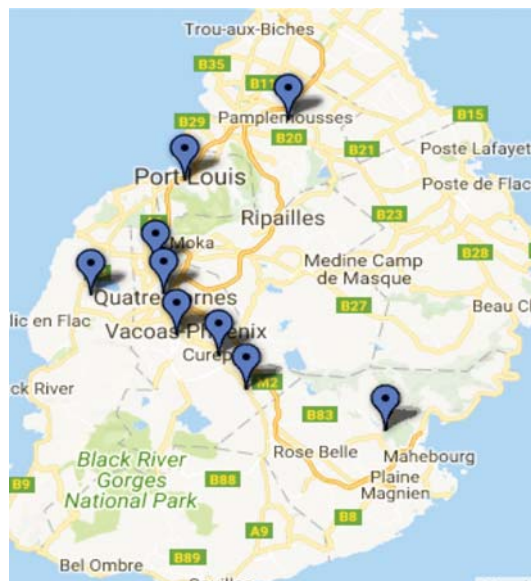 Trou-aux-Biches
B35
B11
Pamplemousses
B15
B29
B20
B21
Poste Lafayet
Port Louis
Poste de Flac
Ripailles
B23
Moka
B28
Medine Camp
de Masque
Quatre Bornes
B27
Beau C
lic en Flac
Vacoas-Phoenix
Curep
M2
ck River
B83
Rose Belle
Mahebourg
Black River
Gorges
National Park
B88
Plaine
Magnien
B9
B8
A9
B89
Bel Ombre